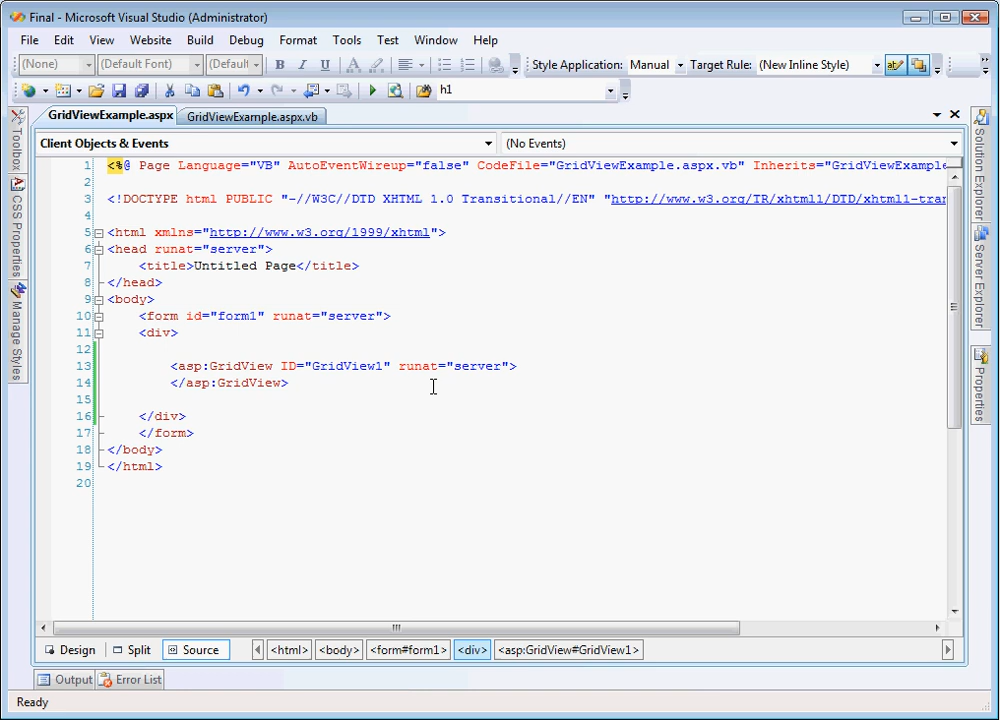 Final - Microsoft Visual Studio (Administrator)
File Edit View Website Build Debug Format Tools Test Window Help
(None) (Default Font) (Default B I U A Style Application: Manual Target Rule: (New Inline Style) ab
h1
GridViewExample.aspx GridViewExample.aspx.vb
Client Objects & Events (No Events)
Toolbox
CSS Properties
Manage Styles
1 <%@ Page Language="VB" AutoEventWireup="false" CodeFile="GridViewExample.aspx.vb" Inherits="GridViewExample
2
3 <!DOCTYPE html PUBLIC "-//W3C//DTD XHTML 1.0 Transitional//EN" "http://www.w3.org/TR/xhtml1/DTD/xhtml1-tran
4
5 <html xmlns="http://www.w3.org/1999/xhtml">
6 <head runat="server">
7 <title>Untitled Page</title>
8 </head>
9 <body>
10 <form id="form1" runat="server">
11 <div>
12
13 <asp:GridView ID="GridView1" runat="server">
14 </asp:GridView>
15
16 </div>
17 </form>
18 </body>
19 </html>
20
Solution Explorer
Server Explorer
Properties
Design Split Source <html> <body> <form#form1> <div> <asp:GridView#GridView1>
Output Error List
Ready